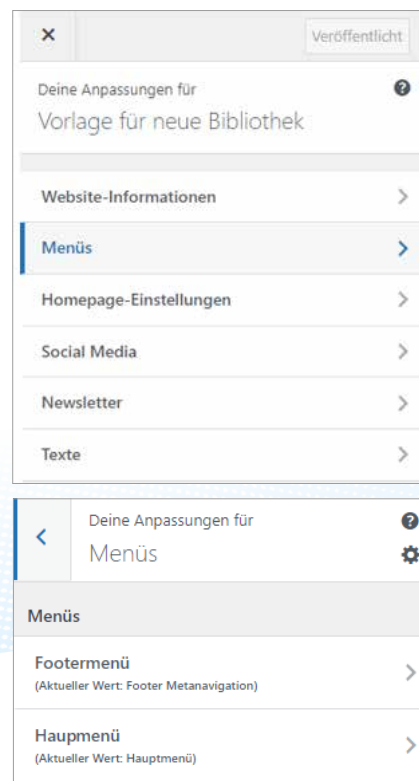 Veröffentlicht
Deine Anpassungen für
Vorlage für neue Bibliothek
Website-Informationen
Menüs
Homepage-Einstellungen
Social Media
Newsletter
Texte
Deine Anpassungen für
Menüs
Menüs
Footermenü
(Aktueller Wert: Footer Metanavigation)
Haupmenü
(Aktueller Wert: Hauptmenü)